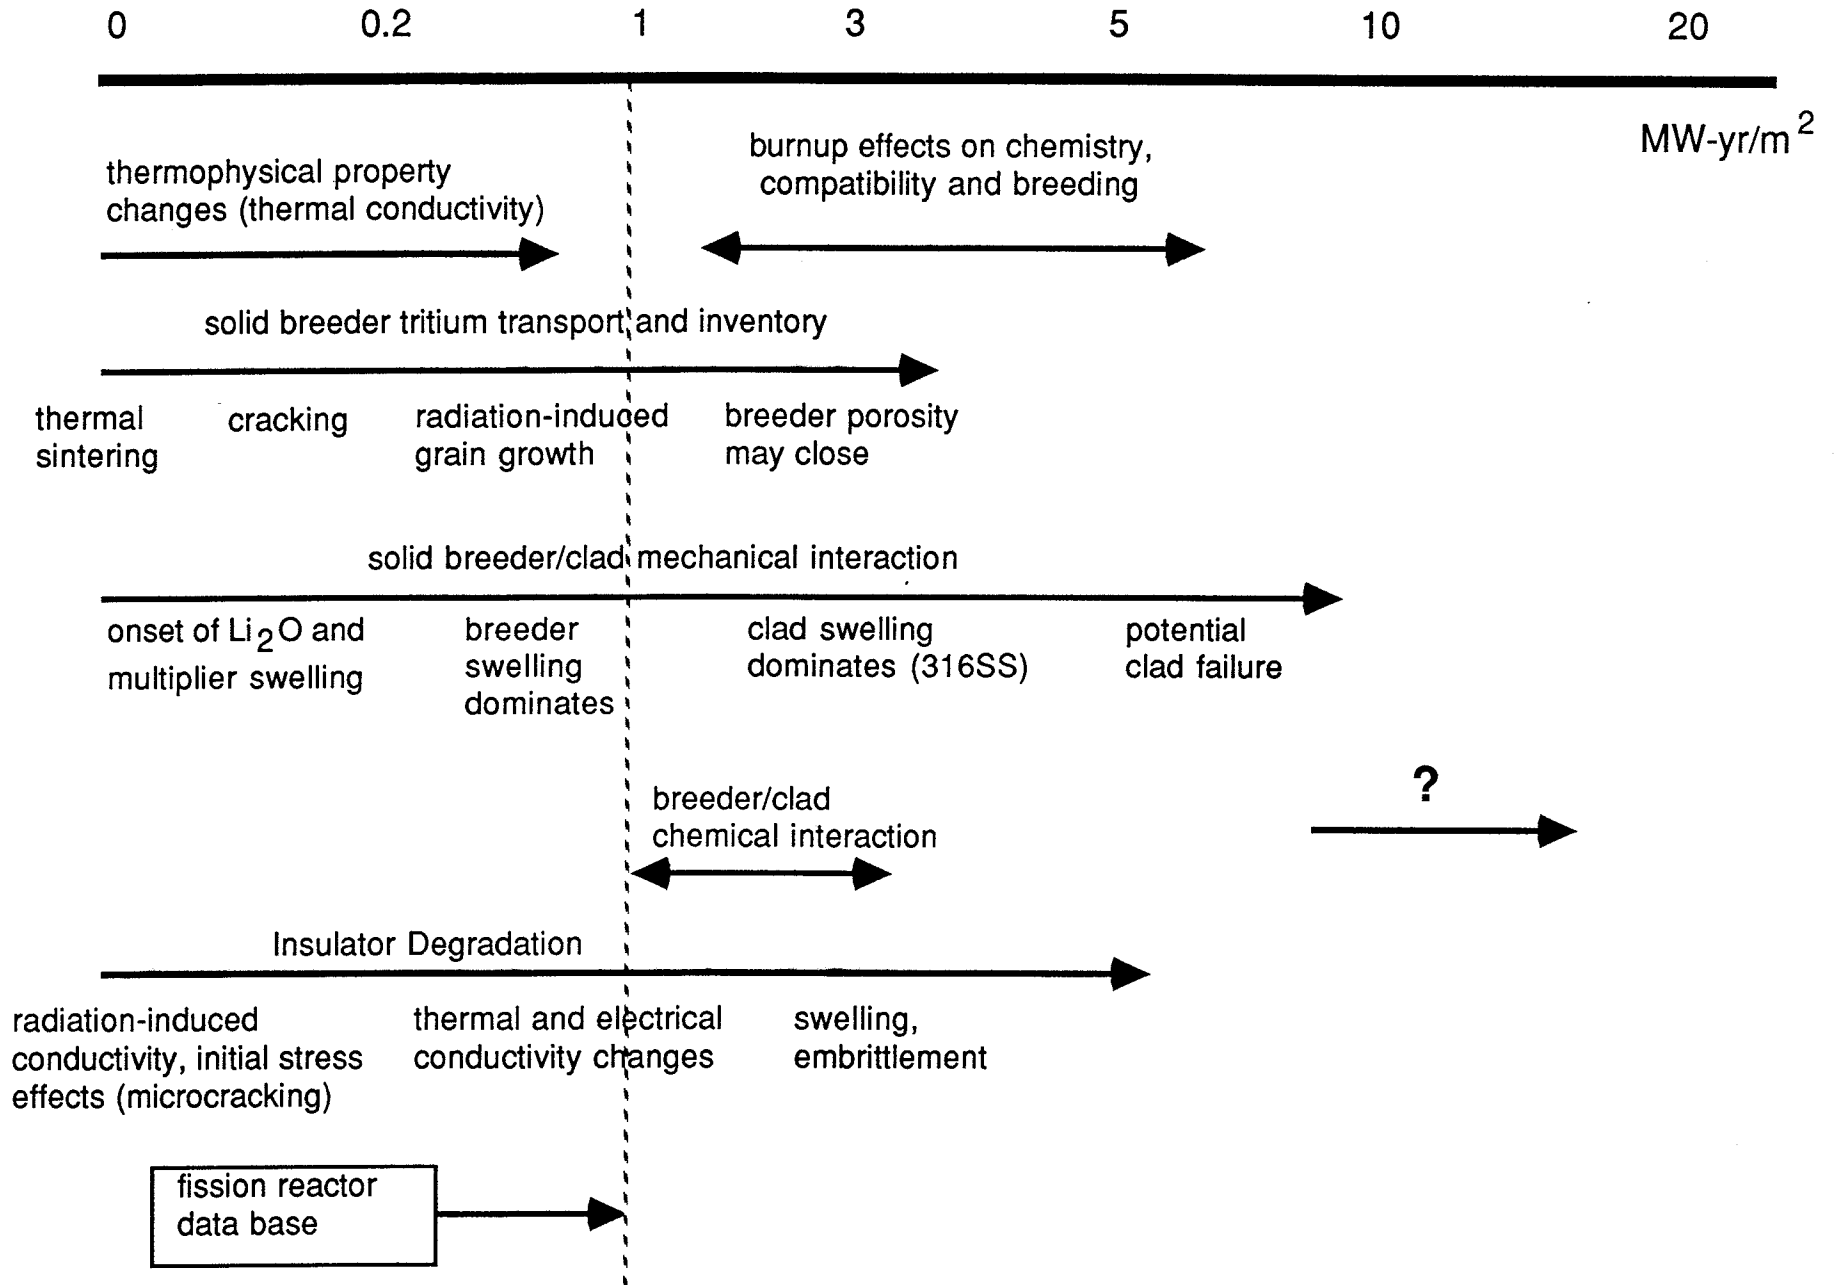 0 0.2 1 3 5 10 20
MW-yr/m2
thermophysical property
changes (thermal conductivity)
burnup effects on chemistry,
compatibility and breeding
solid breeder tritium transport and inventory
thermal
sintering
cracking
radiation-induced
grain growth
breeder porosity
may close
solid breeder/clad mechanical interaction
onset of Li2O and
multiplier swelling
breeder
swelling
dominates
clad swelling
dominates (316SS)
potential
clad failure
breeder/clad
chemical interaction
?
Insulator Degradation
radiation-induced
conductivity, initial stress
effects (microcracking)
thermal and electrical
conductivity changes
swelling,
embrittlement
fission reactor
data base